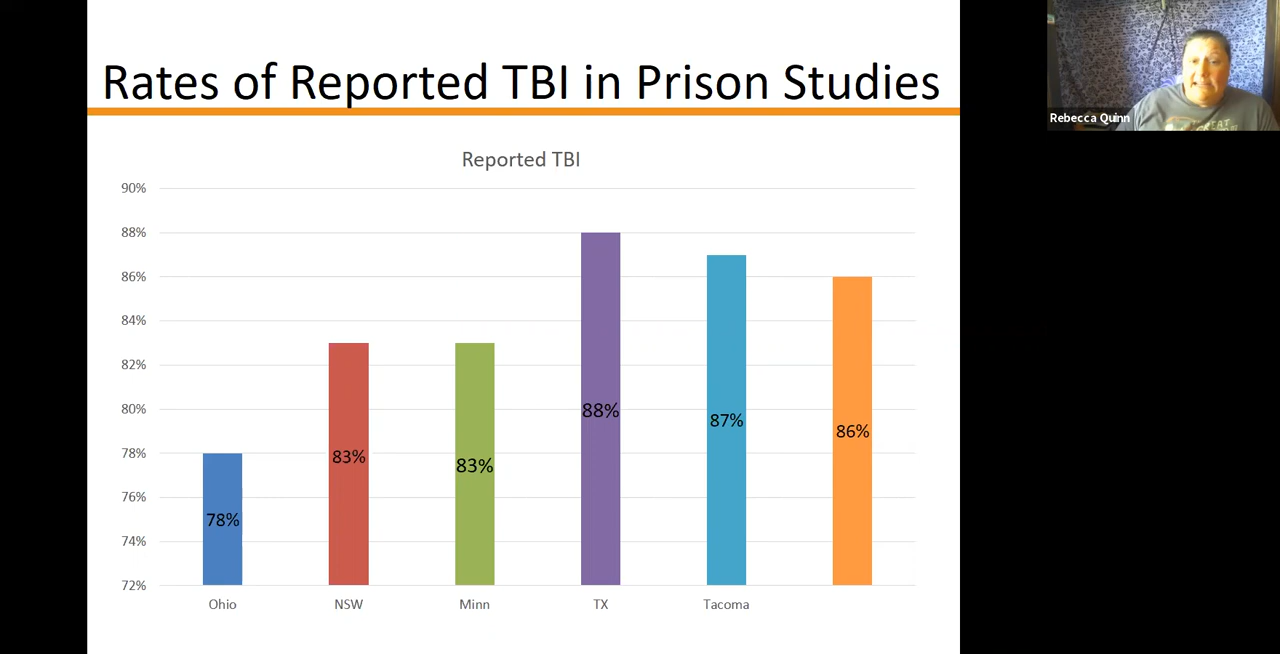 Rates of Reported TBI in Prison Studies
Rebecca Quinn
Reported TBI
90%
88%
86%
84%
82%
80%
78%
76%
74%
72%
78%
83%
83%
88%
87%
86%
Ohio
NSW
Minn
TX
Tacoma